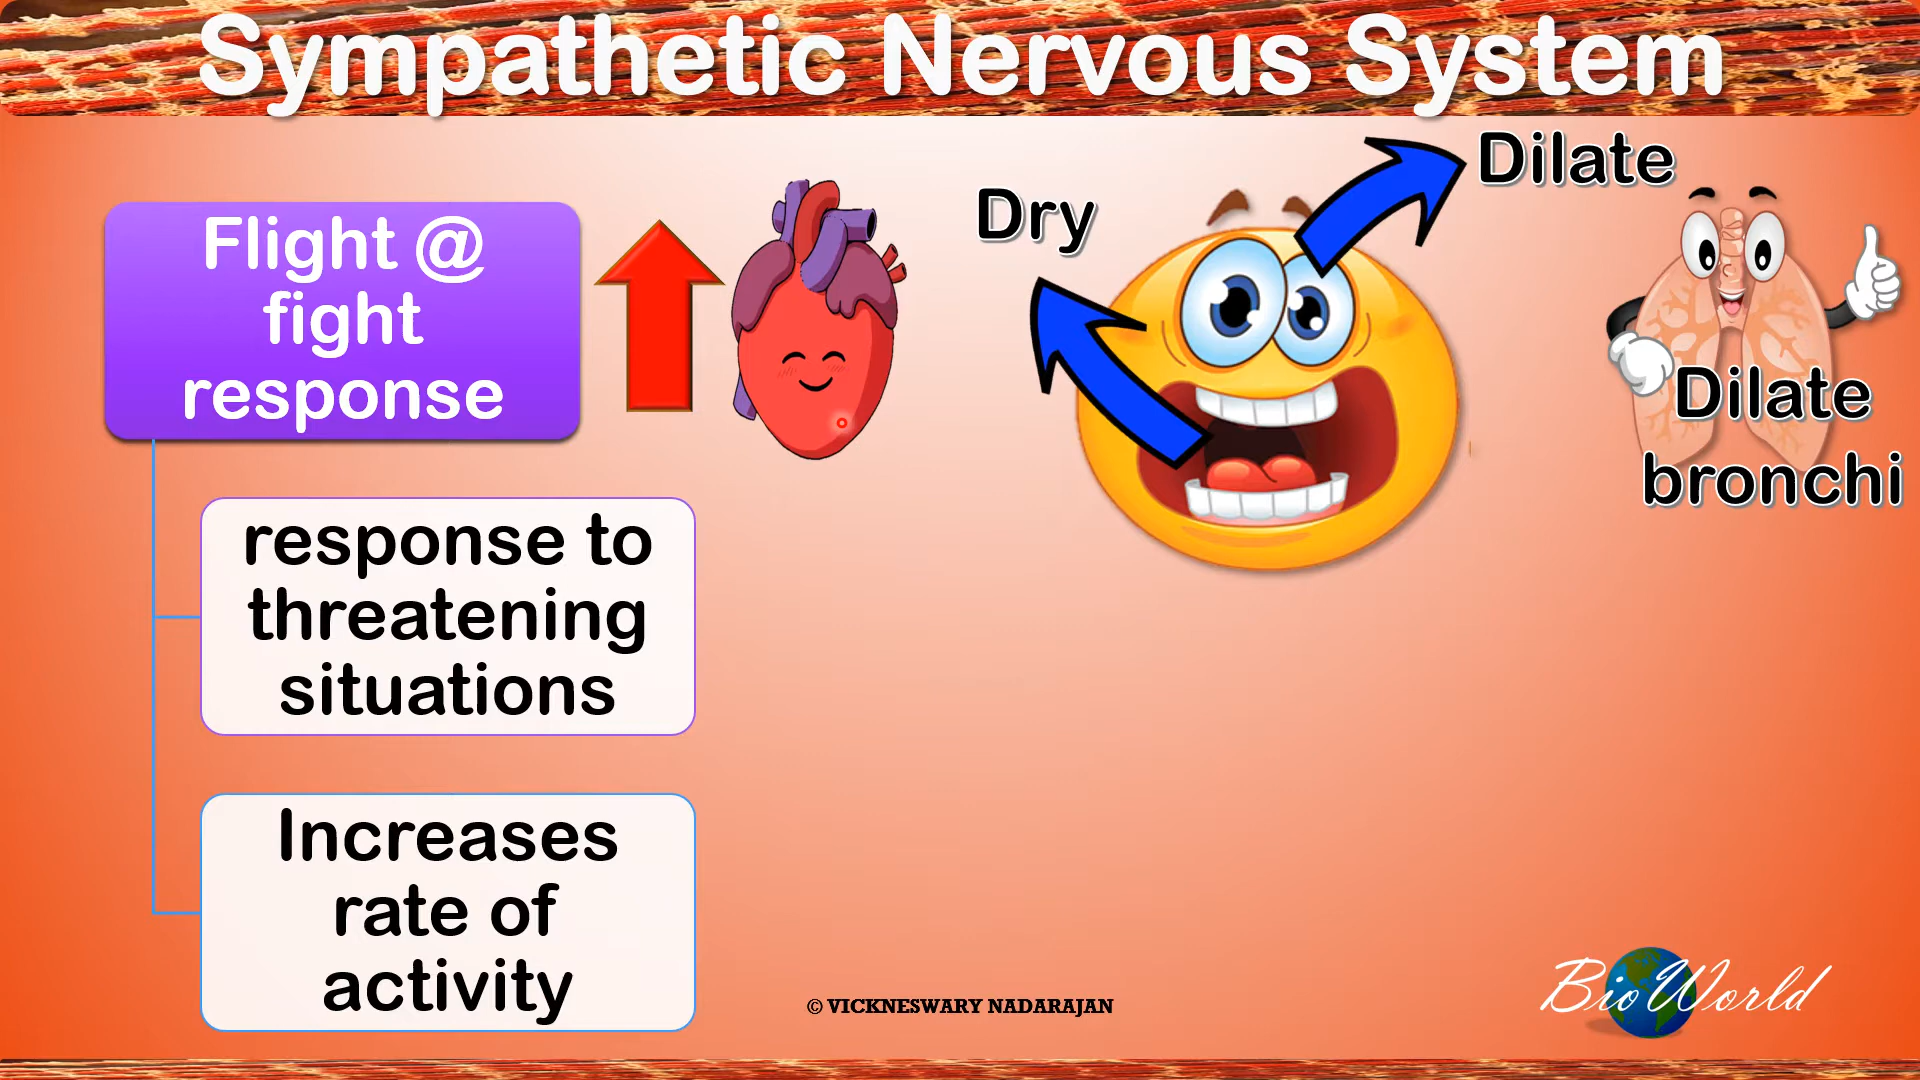 Sympathetic Nervous System
Flight @
fight
response
response to
threatening
situations
Increases
rate of
activity
Dry
Dilate
Dilate
bronchi
© VICKNESWARY NADARAJAN
BioWorld